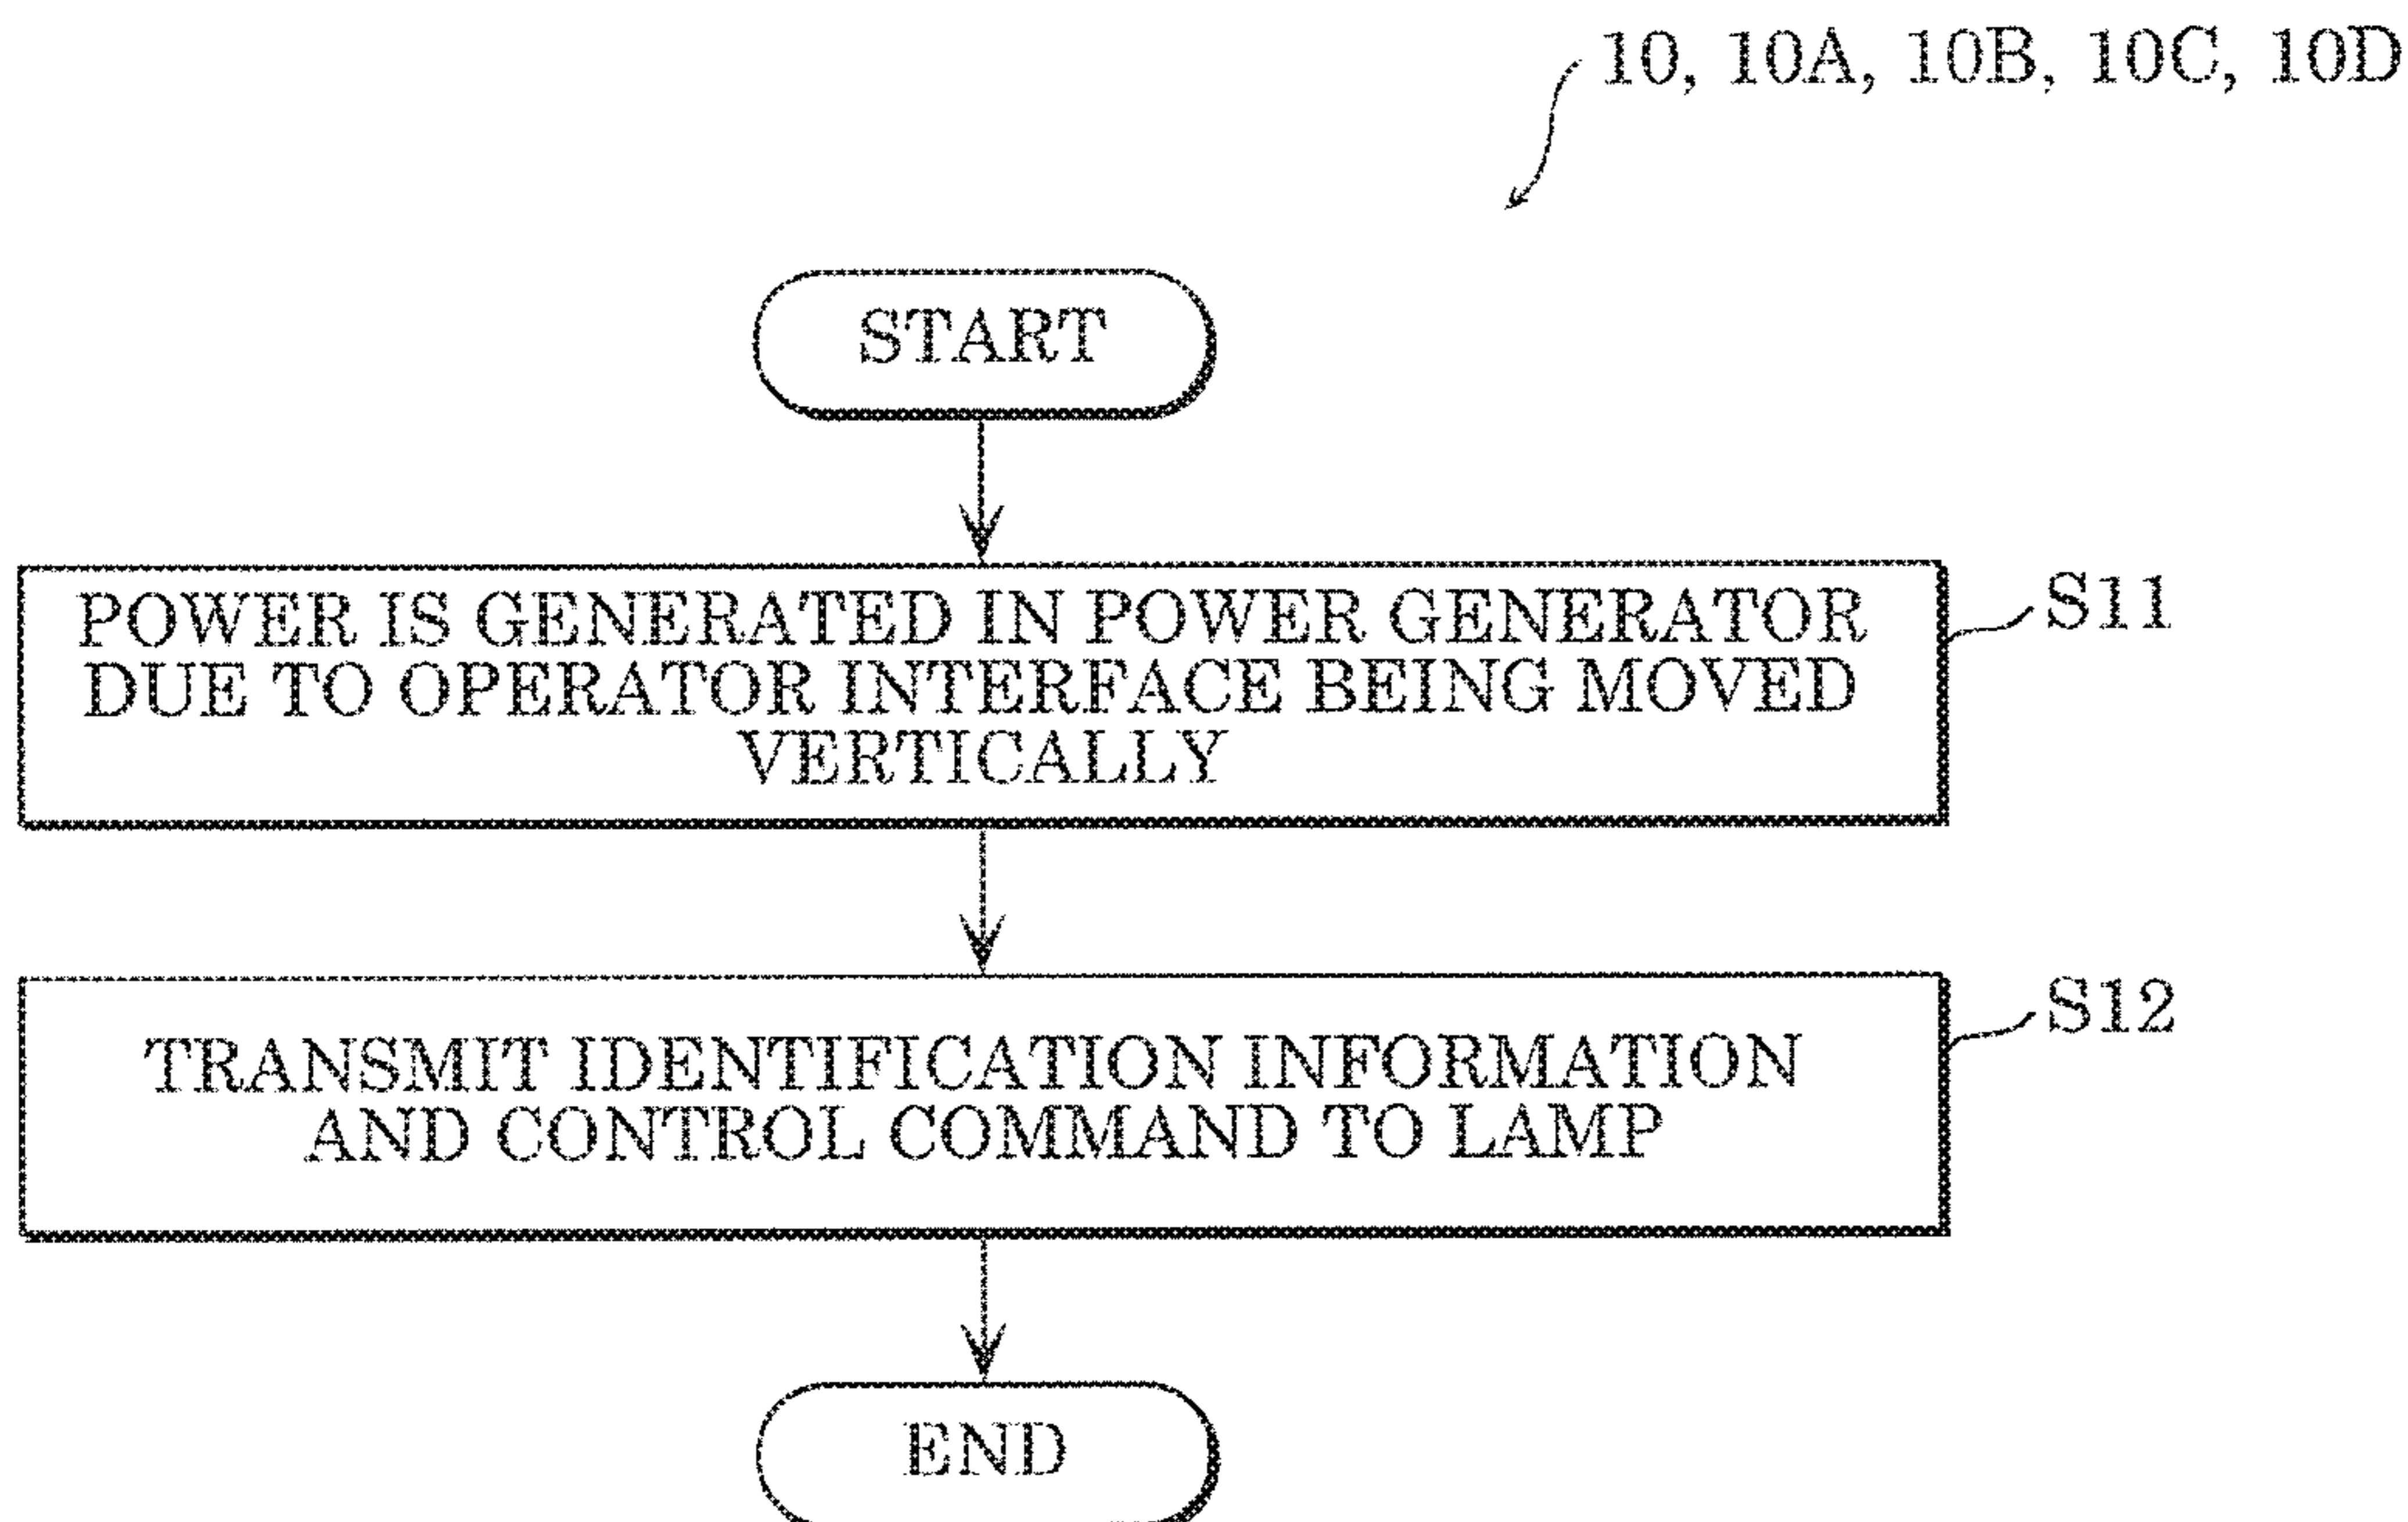 10, 10A, 10B, 10C, 10D
START
POWER IS GENERATED IN POWER GENERATOR
DUE TO OPERATOR INTERFACE BEING MOVED
VERTICALLY
S11
TRANSMIT IDENTIFICATION INFORMATION
AND CONTROL COMMAND TO LAMP
S12
END